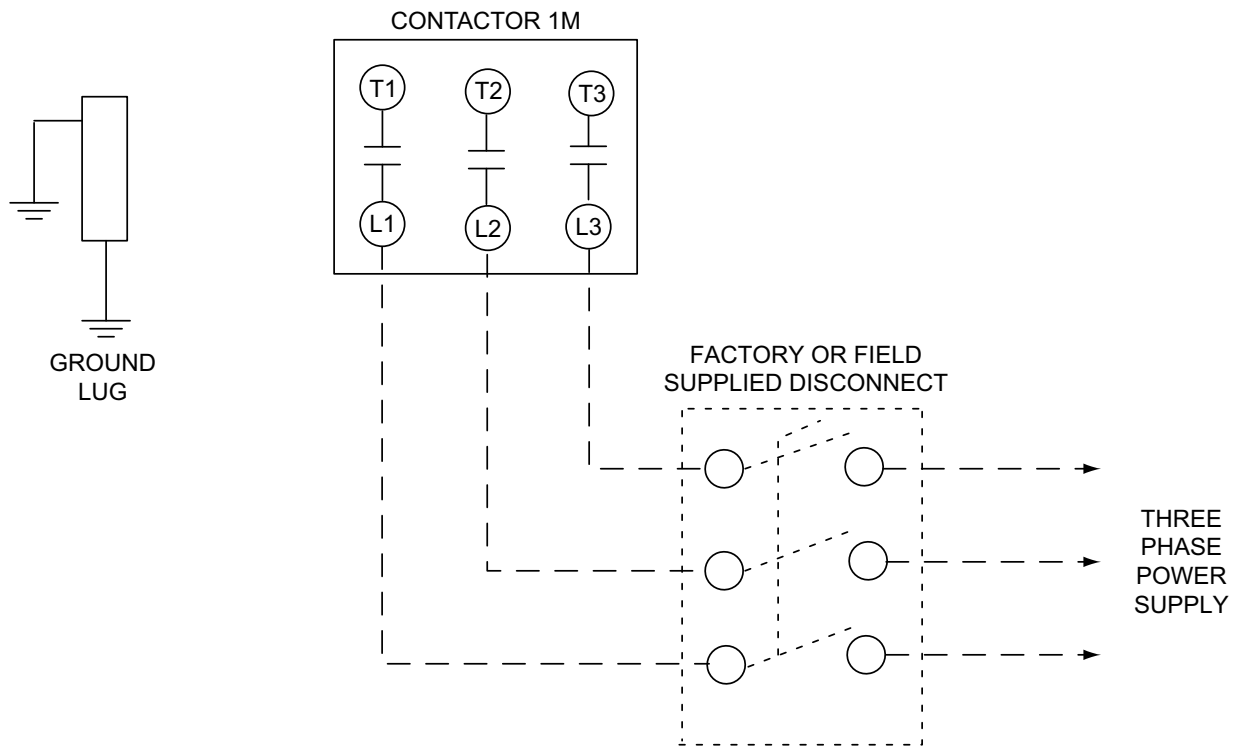 CONTACTOR 1M
T1 T2 T3
L1 L2 L3
GROUND
LUG
FACTORY OR FIELD
SUPPLIED DISCONNECT
THREE
PHASE
POWER
SUPPLY